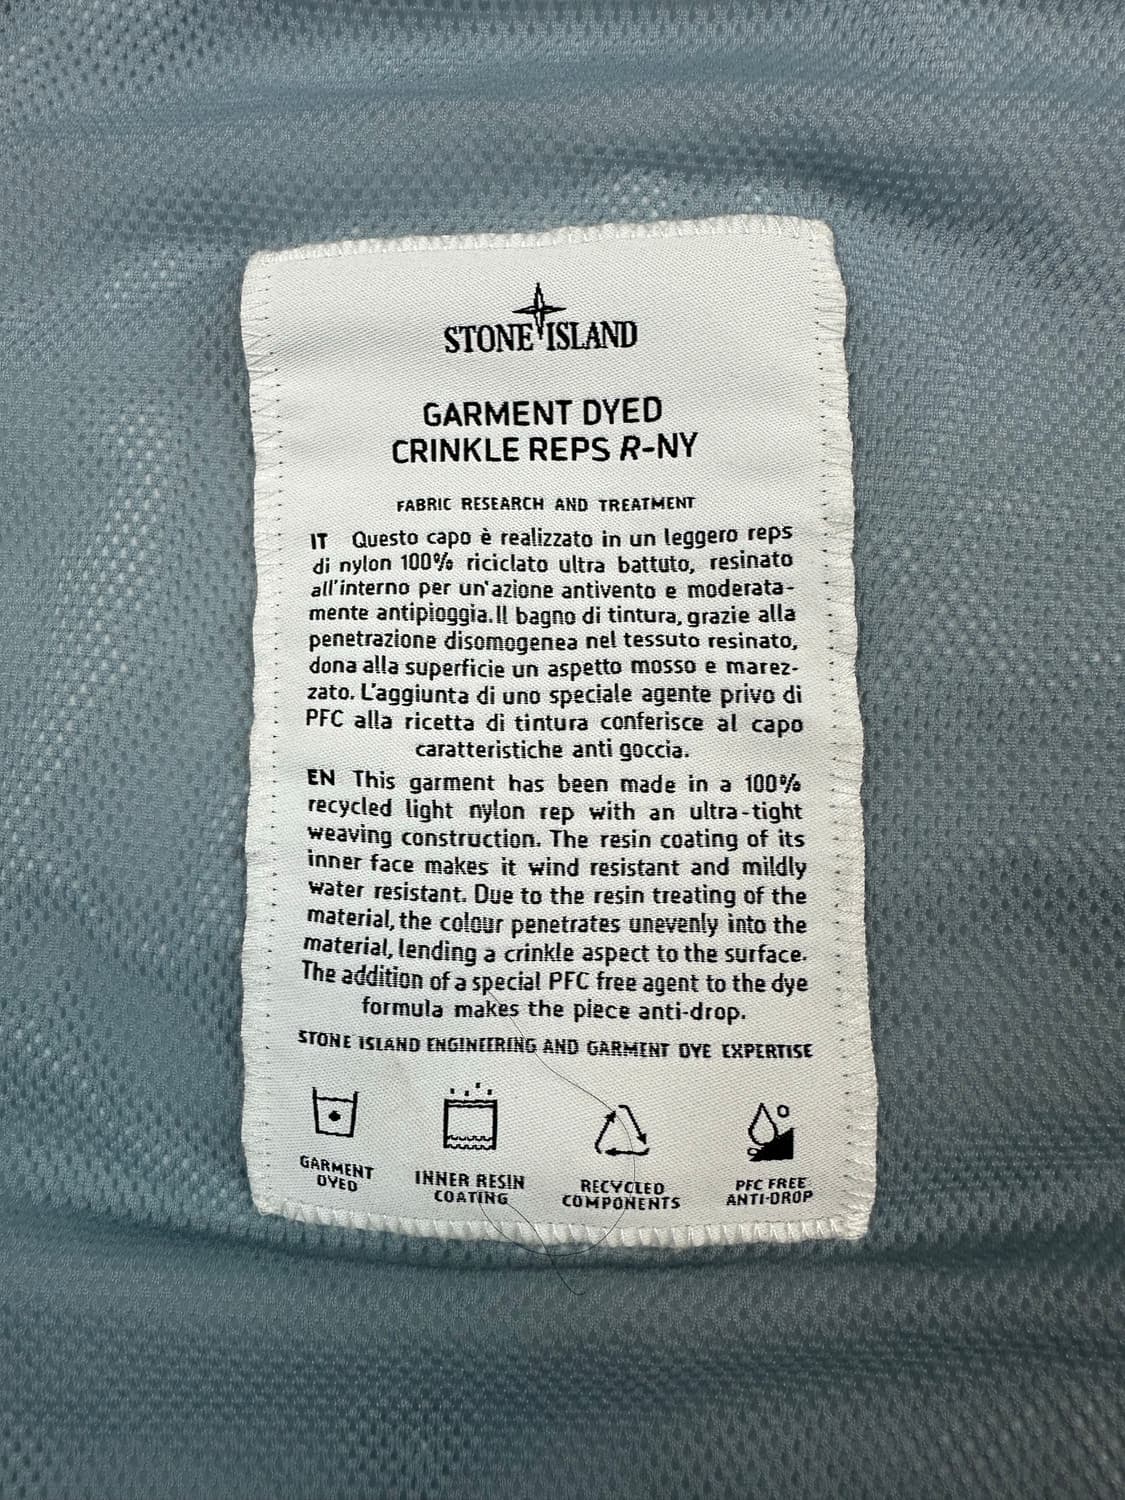 STONE ISLAND
GARMENT DYED
CRINKLE REPS R-NY
FABRIC RESEARCH AND TREATMENT
IT Questo capo è realizzato in un leggero reps
di nylon 100% riciclato ultra battuto, resinato
all'interno per un'azione antivento e moderata-
mente antipioggia.Il bagno di tintura, grazie alla
penetrazione disomogenea nel tessuto resinato,
dona alla superficie un aspetto mosso e marez-
zato. L'aggiunta di uno speciale agente privo di
PFC alla ricetta di tintura conferisce al capo
caratteristiche anti goccia.
EN This garment has been made in a 100%
recycled light nylon rep with an ultra-tight
weaving construction. The resin coating of its
inner face makes it wind resistant and mildly
water resistant. Due to the resin treating of the
material, the colour penetrates unevenly into the
material, lending a crinkle aspect to the surface.
The addition of a special PFC free agent to the dye
formula makes the piece anti-drop.
STONE ISLAND ENGINEERING AND GARMENT DYE EXPERTISE
GARMENT
DYED
INNER RESIN
COATING
RECYCLED
COMPONENTS
PFC FREE
ANTI-DROP